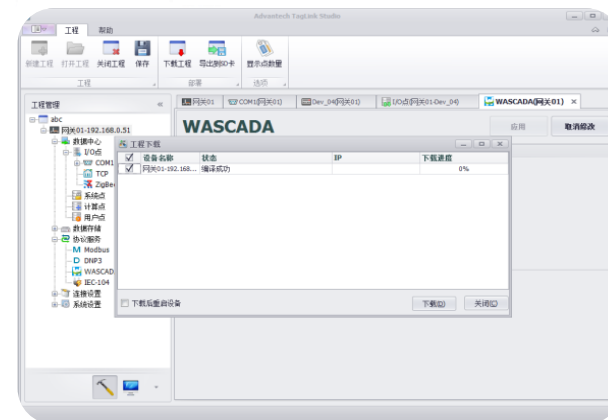 Advantech TagLink Studio
工程 帮助
新建工程 打开工程 关闭工程 保存 下载工程 导出到SD卡 显示点数量
工程 部署 选项
工程管理
网关01 COM1(网关01) Dev_04(网关01) I/O点(网关01-Dev_04) WASCADA(网关01)
abc
网关01-192.168.0.51
WASCADA
应用 取消修改
数据中心
工程下载
I/O点
设备名称 状态 IP 下载进度
COM1
网关01-192.168... 编译成功 0%
TCP
ZigBe
系统点
计算点
用户点
数据存储
协议服务
Modbus
DNP3
WASCAD
IEC-104
连接设置
系统设置
下载后重启设备
下载(D) 关闭(C)